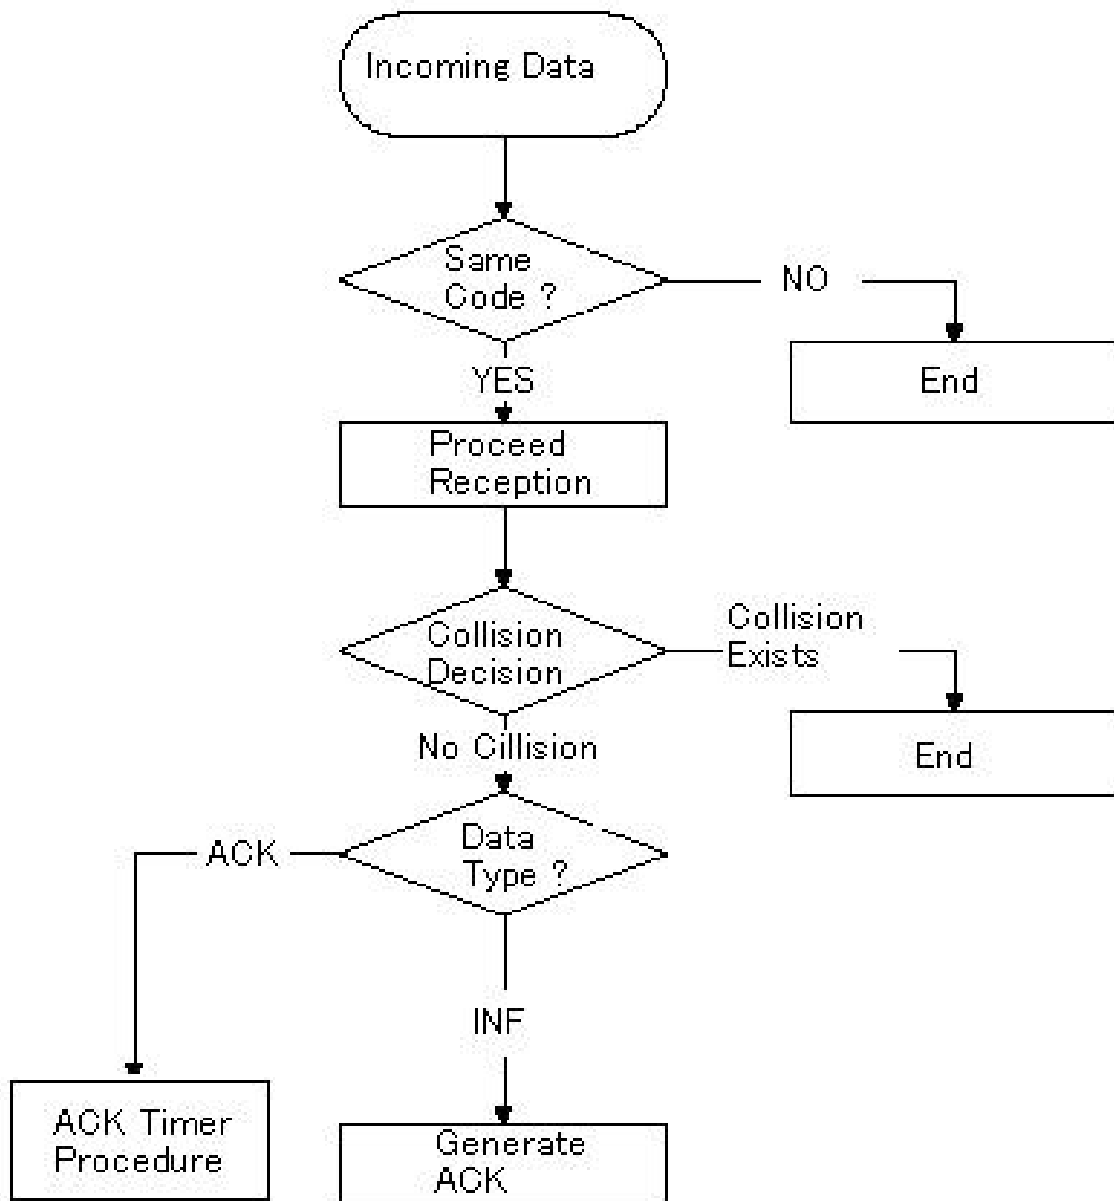 Incoming Data
Same
Code ?
NO
End
YES
Proceed
Reception
Collision
Decision
Collision
Exists
End
No Cillision
Data
Type ?
ACK
INF
ACK Timer
Procedure
Generate
ACK